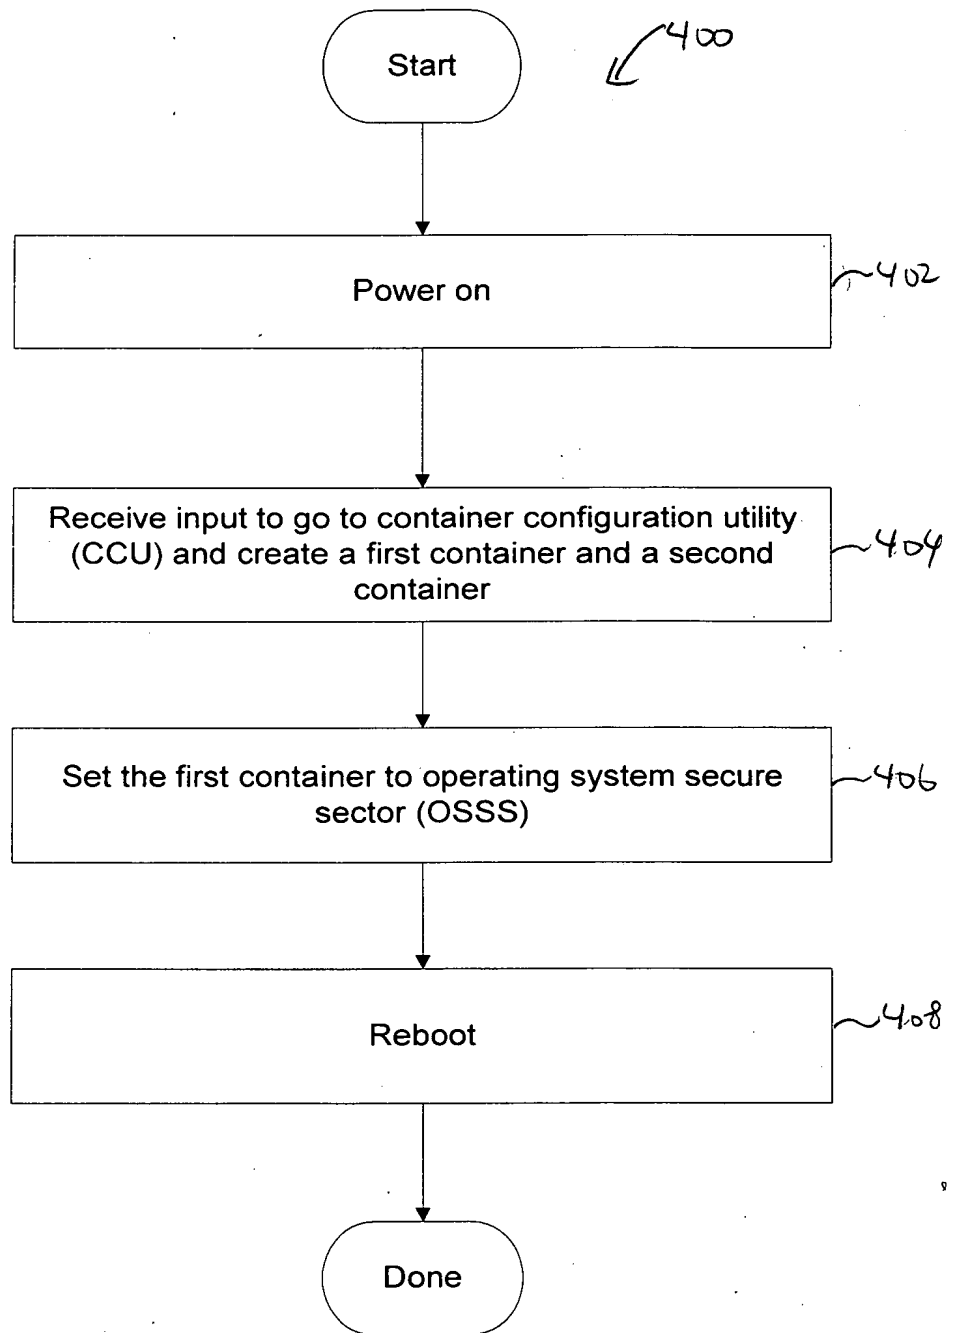 Start
400
Power on
402
Receive input to go to container configuration utility
(CCU) and create a first container and a second
container
404
Set the first container to operating system secure
sector (OSSS)
406
Reboot
408
Done